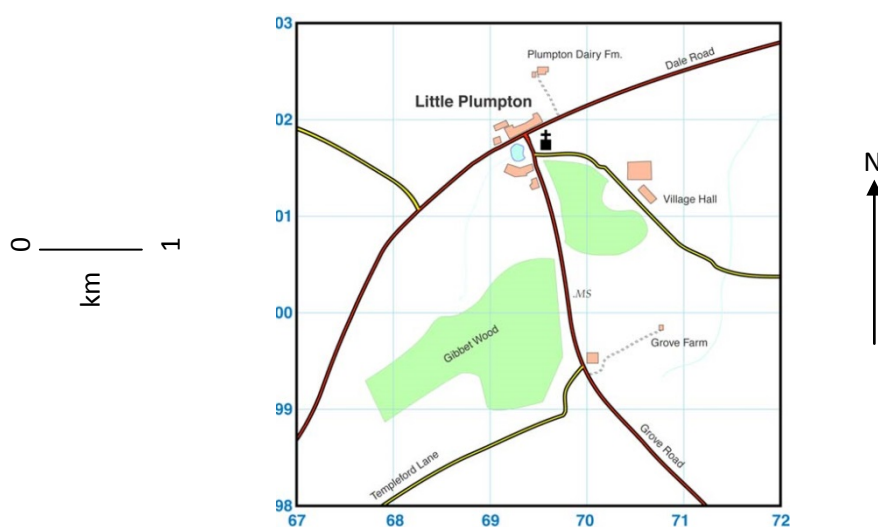 03
Plumpton Dairy Fm.
Dale Road
Little Plumpton
02
N
Village Hall
01
0
1
km
.MS
00
Gibbet Wood
Grove Farm
99
Grove Road
Templeford Lane
98
67
68
69
70
71
72